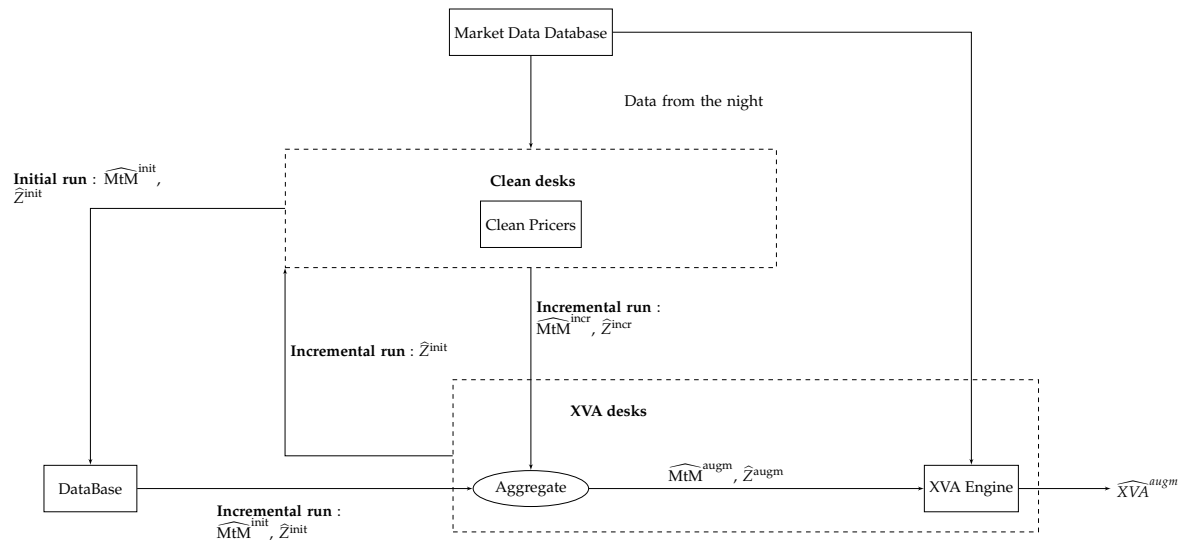 Market Data Database
Data from the night
Clean desks
Clean Pricers
Initial run : $\widehat{\text{MtM}}^{\text{init}}$,
$\widehat{Z}^{\text{init}}$
Incremental run :
$\widehat{\text{MtM}}^{\text{incr}}$, $\widehat{Z}^{\text{incr}}$
Incremental run : $\widehat{Z}^{\text{init}}$
XVA desks
DataBase
Aggregate
$\widehat{\text{MtM}}^{\text{augm}}$, $\widehat{Z}^{\text{augm}}$
XVA Engine
$\widehat{XVA}^{augm}$
Incremental run :
$\widehat{\text{MtM}}^{\text{init}}$, $\widehat{Z}^{\text{init}}$